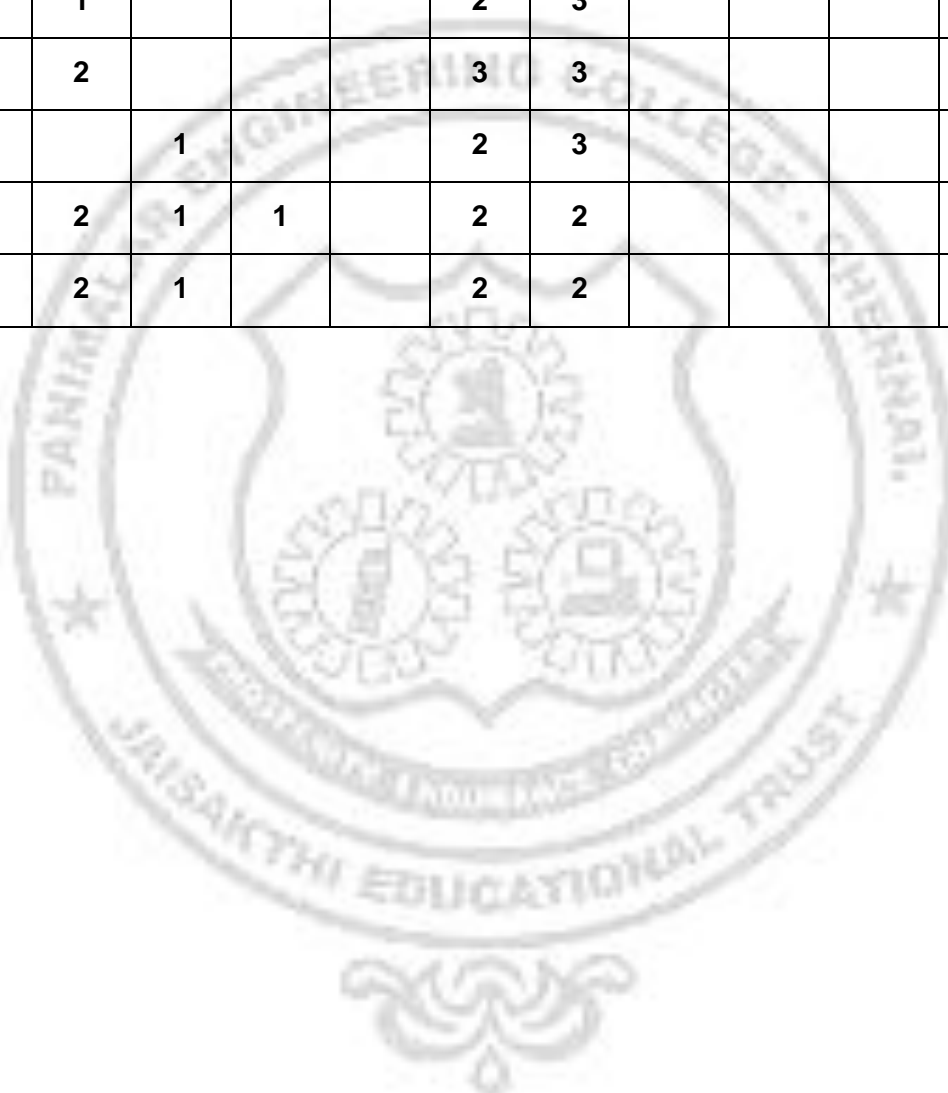 1 2 3
2 3 3
1 2 3
2 1 1 2 2
2 1 2 2
PANIMALAR ENGINEERING COLLEGE - CHENNAI.
JAISAKTHI EDUCATIONAL TRUST